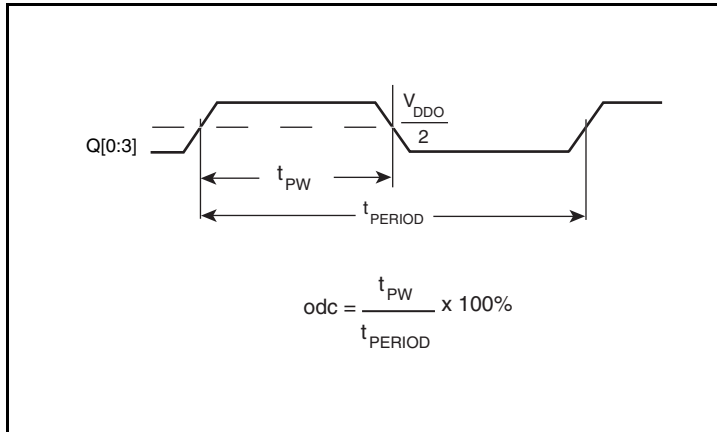 V_DDO
2
Q[0:3]
t_PW
t_PERIOD
odc = t_PW / t_PERIOD x 100%